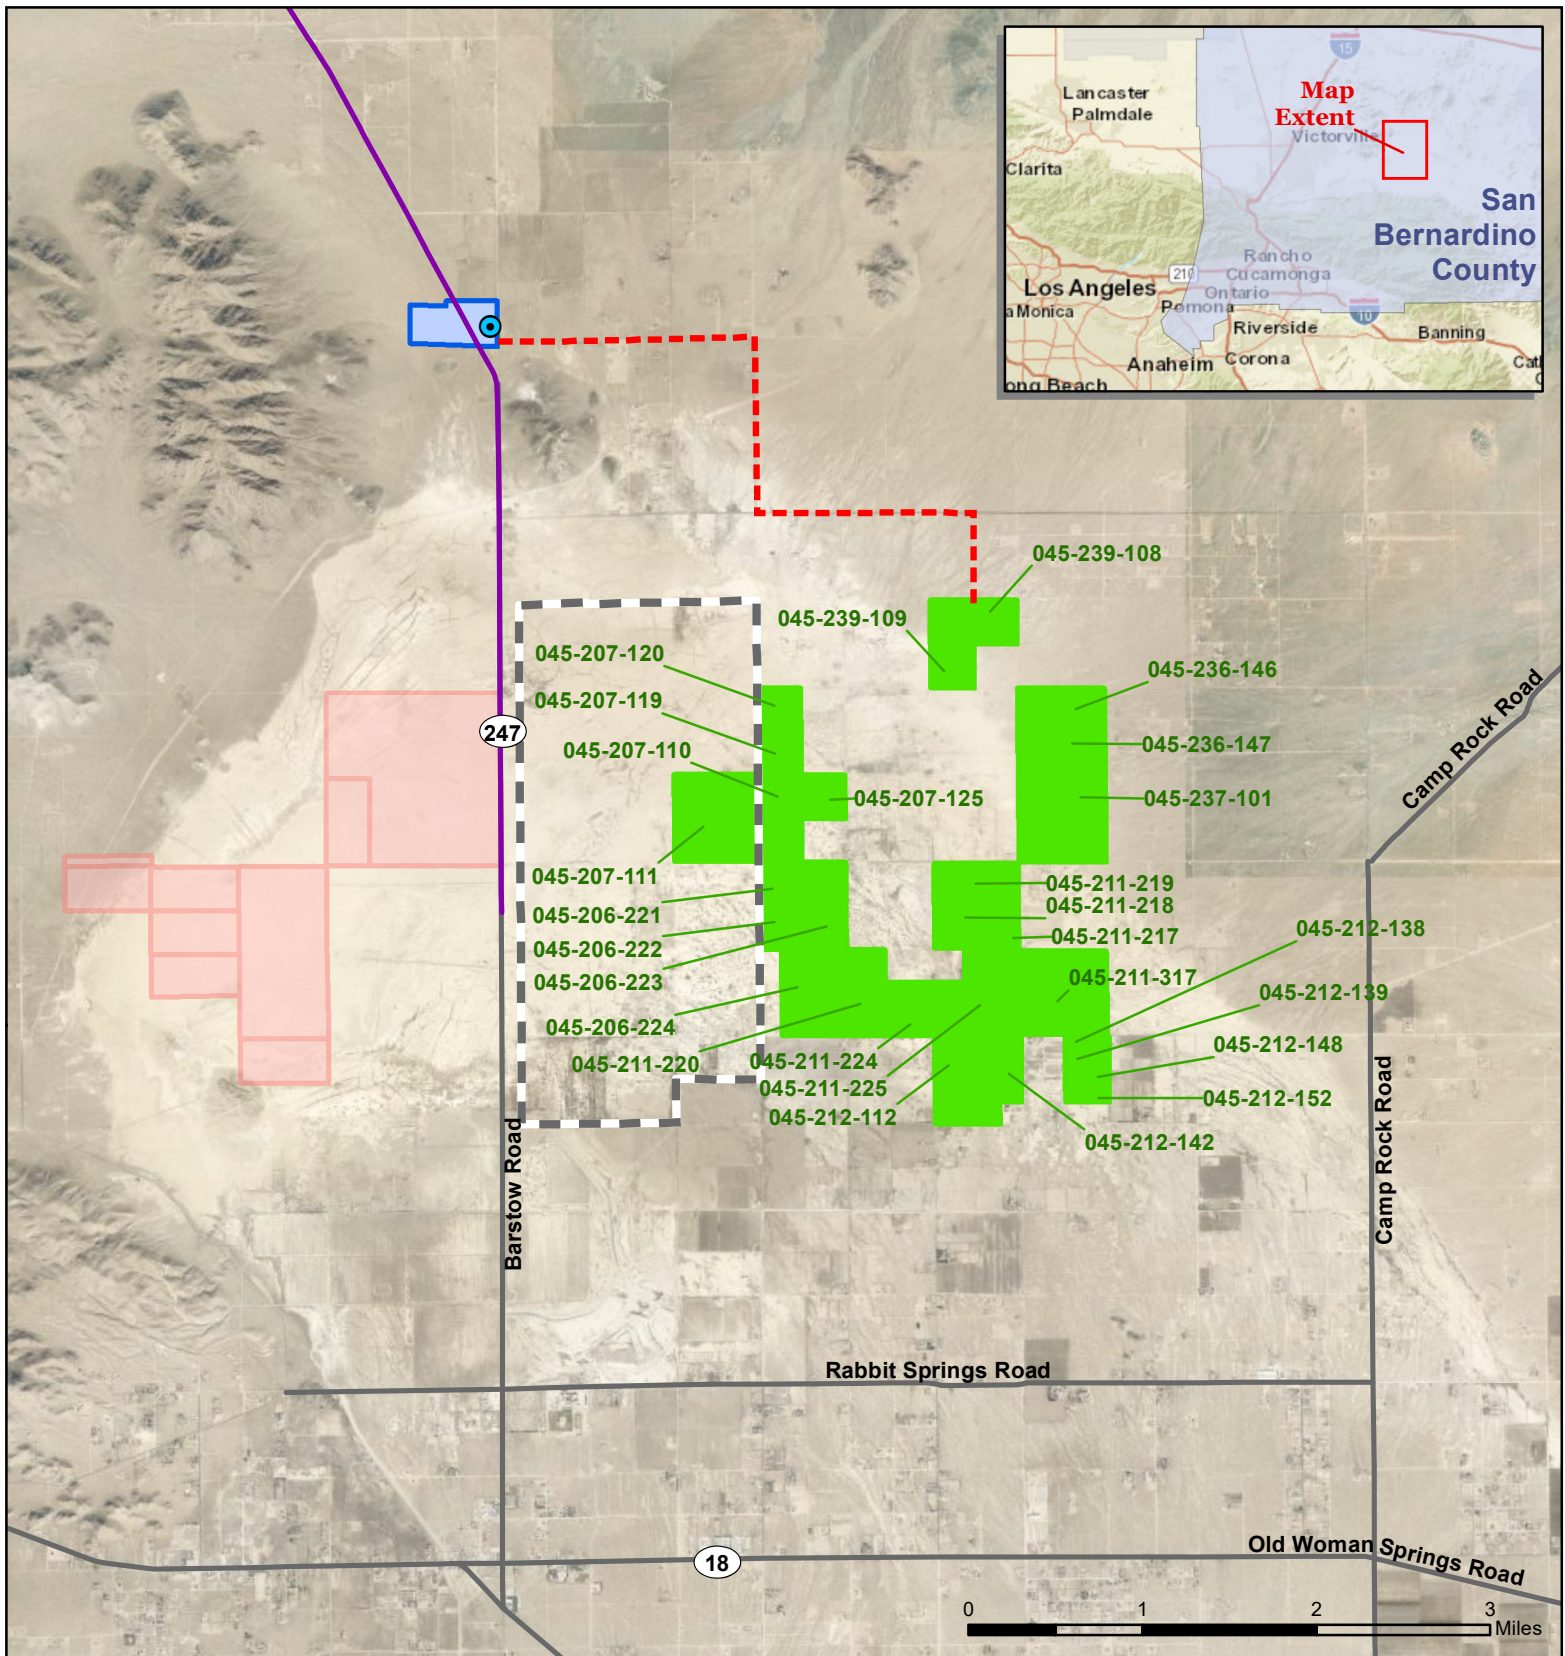 15
Lancaster
Palmdale
Map
Extent
Victorville
Clarita
San
Bernardino
County
Rancho
Cucamonga
210
Ontario
Los Angeles
Pomona
a Monica
10
Riverside
Banning
Anaheim
Corona
Cat
ong Beach
045-239-108
045-239-109
045-207-120
045-236-146
045-207-119
247
045-236-147
045-207-110
Camp Rock Road
045-207-125
045-237-101
045-207-111
045-211-219
045-206-221
045-211-218
045-212-138
045-211-217
045-206-222
045-206-223
045-211-317
045-212-139
045-206-224
045-212-148
045-211-220
045-211-224
045-211-225
045-212-152
045-212-112
045-212-142
Barstow Road
Camp Rock Road
Rabbit Springs Road
Old Woman Springs Road
18
0 1 2 3
Miles